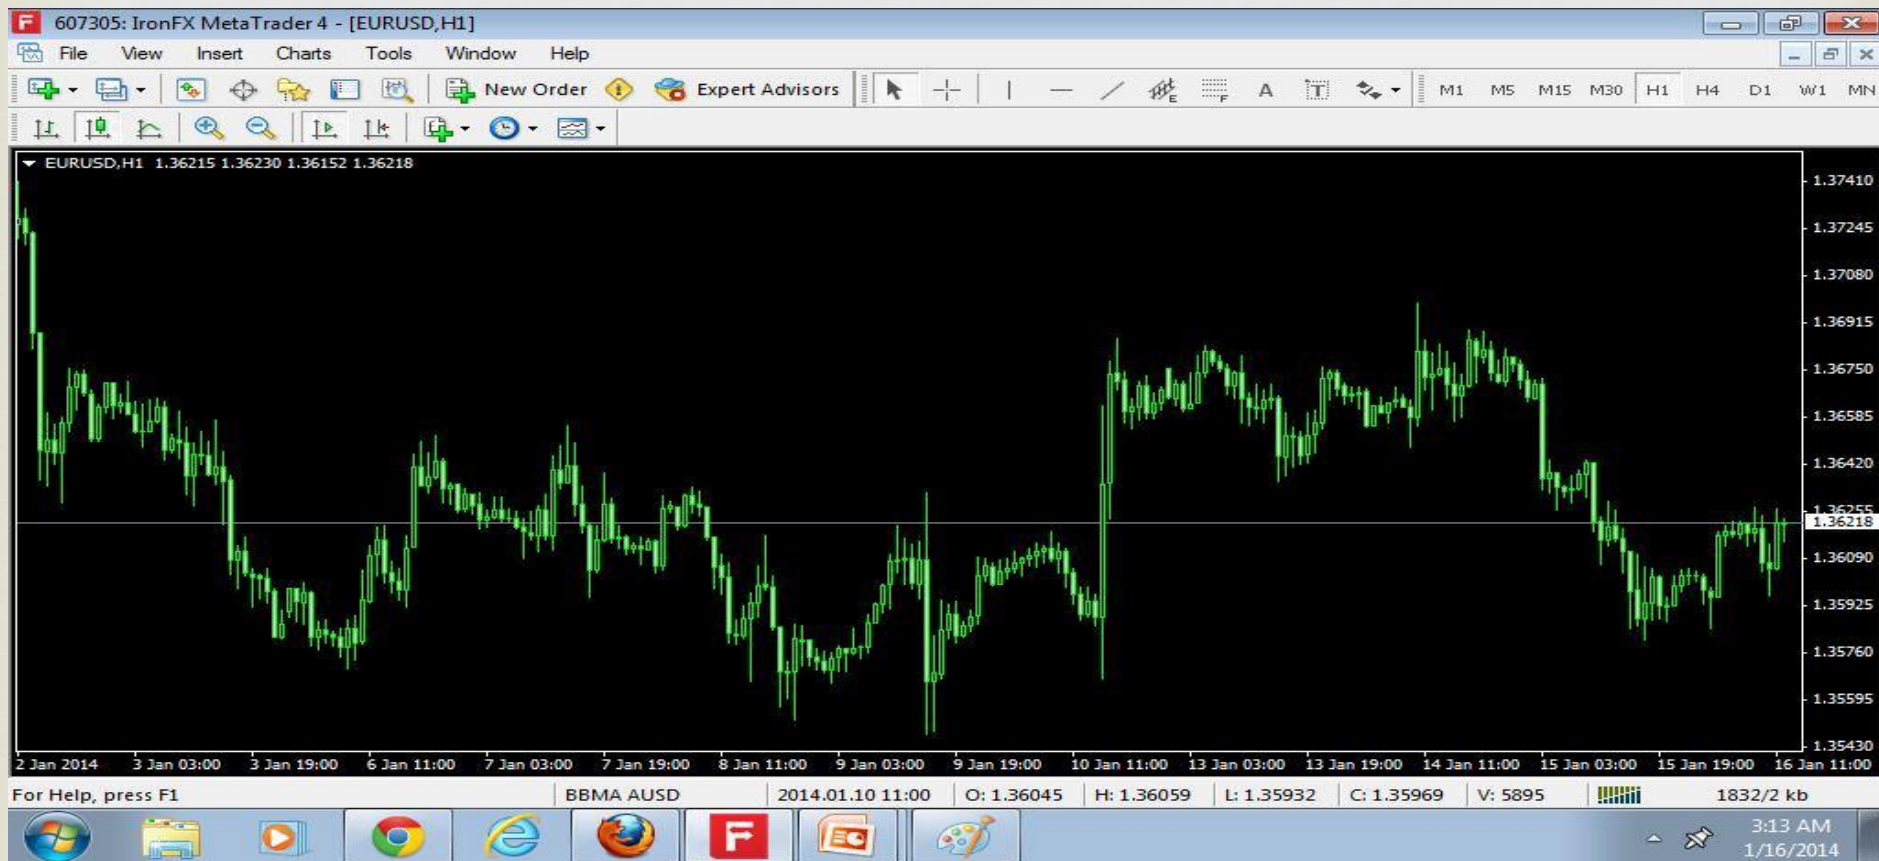 607305: IronFX MetaTrader 4 - [EURUSD,H1]
File View Insert Charts Tools Window Help
New Order Expert Advisors E F A T M1 M5 M15 M30 H1 H4 D1 W1 MN
EURUSD,H1 1.36215 1.36230 1.36152 1.36218
1.37410
1.37245
1.37080
1.36915
1.36750
1.36585
1.36420
1.36255
1.36218
1.36090
1.35925
1.35760
1.35595
1.35430
2 Jan 2014 3 Jan 03:00 3 Jan 19:00 6 Jan 11:00 7 Jan 03:00 7 Jan 19:00 8 Jan 11:00 9 Jan 03:00 9 Jan 19:00 10 Jan 11:00 13 Jan 03:00 13 Jan 19:00 14 Jan 11:00 15 Jan 03:00 15 Jan 19:00 16 Jan 11:00
For Help, press F1 BBMA AUSD 2014.01.10 11:00 O: 1.36045 H: 1.36059 L: 1.35932 C: 1.35969 V: 5895 1832/2 kb
3:13 AM
1/16/2014